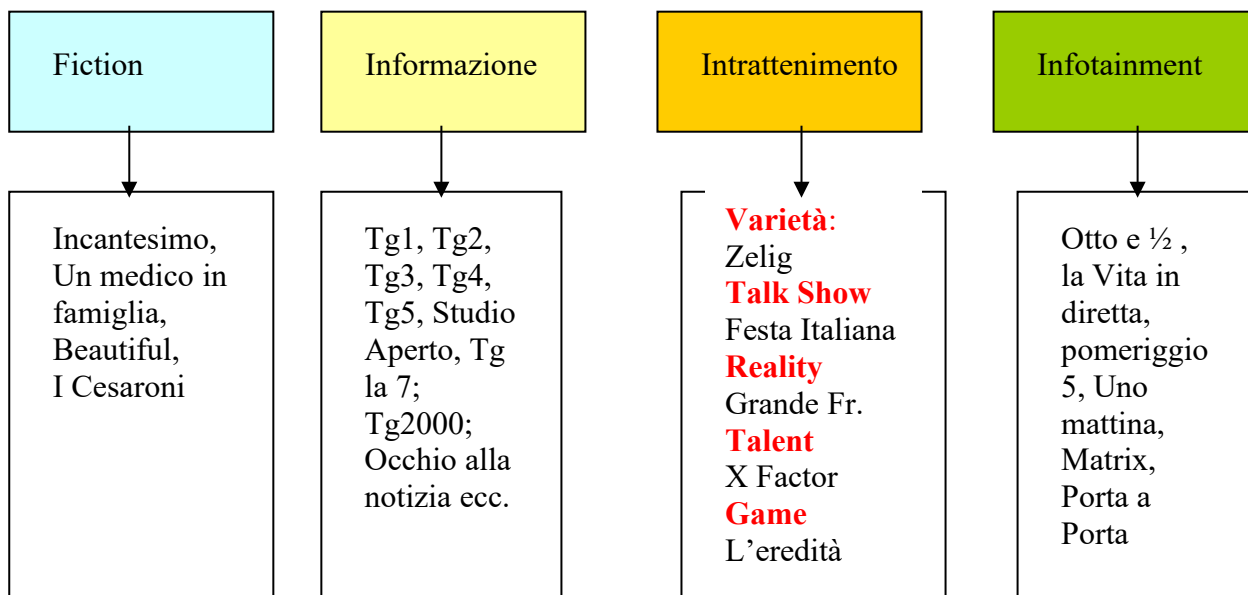 Fiction
Informazione
Intrattenimento
Infotainment
Incantesimo,
Un medico in
famiglia,
Beautiful,
I Cesaroni
Tg1, Tg2,
Tg3, Tg4,
Tg5, Studio
Aperto, Tg
la 7;
Tg2000;
Occhio alla
notizia ecc.
Varietà:
Zelig
Talk Show
Festa Italiana
Reality
Grande Fr.
Talent
X Factor
Game
L’eredità
Otto e ½ ,
la Vita in
diretta,
pomeriggio
5, Uno
mattina,
Matrix,
Porta a
Porta